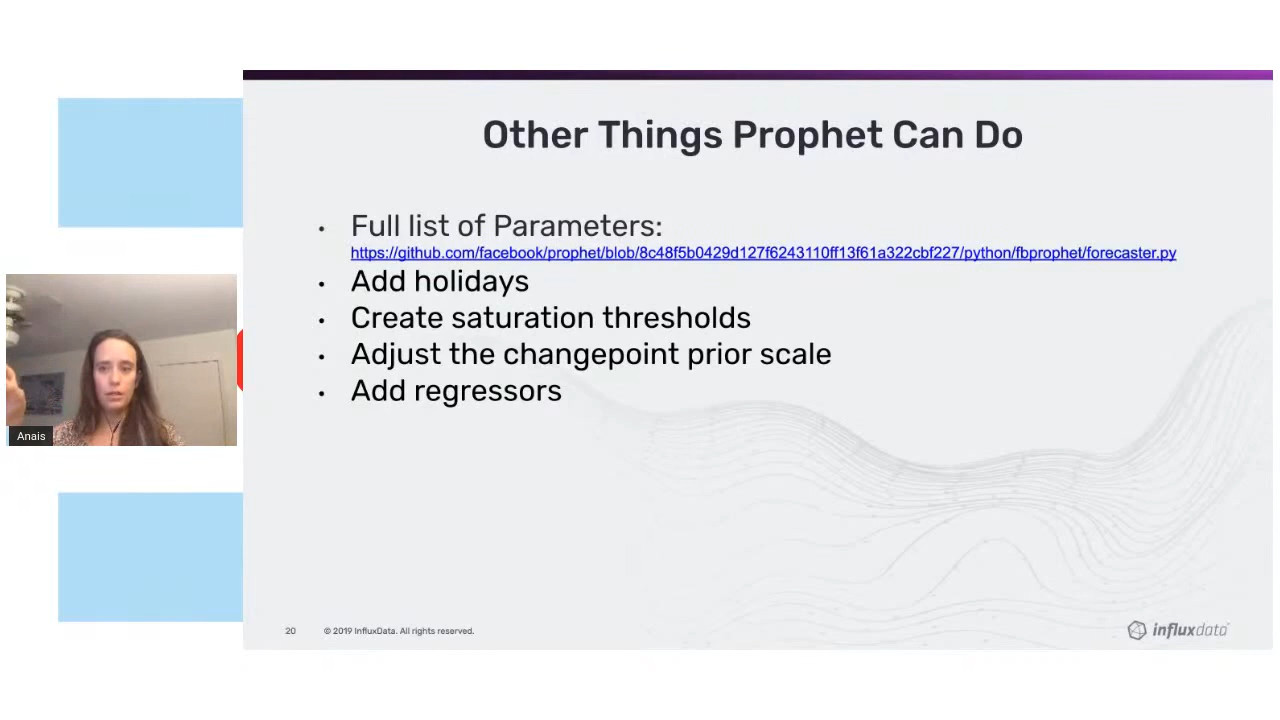 Other Things Prophet Can Do
• Full list of Parameters:
https://github.com/facebook/prophet/blob/8c48f5b0429d127f6243110ff13f61a322cbf227/python/fbprophet/forecaster.py
• Add holidays
• Create saturation thresholds
• Adjust the changepoint prior scale
• Add regressors
Anais
20 © 2019 InfluxData. All rights reserved.
influxdata